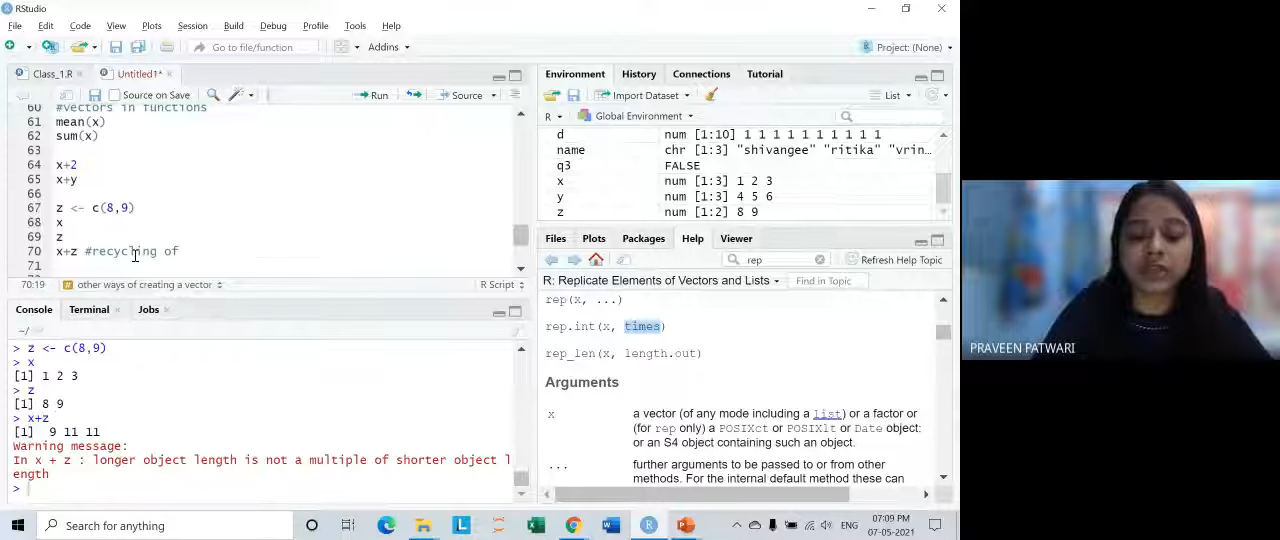 RStudio
File Edit Code View Plots Session Build Debug Profile Tools Help
Go to file/function Addins Project: (None)
Class_1.R Untitled1*
Source on Save Run Source
60 #vectors in functions
61 mean(x)
62 sum(x)
63
64 x+2
65 x+y
66
67 z <- c(8,9)
68 x
69 z
70 x+z #recycling of
71
70:19 R Script
Console Terminal Jobs
~/
> z <- c(8,9)
> x
[1] 1 2 3
> z
[1] 8 9
> x+z
[1] 9 11 11
Warning message:
In x + z : longer object length is not a multiple of shorter object l
ength
>
Environment History Connections Tutorial
Import Dataset List
R Global Environment
d num [1:10] 1 1 1 1 1 1 1 1 1 1
name chr [1:3] "shivangee" "ritika" "vrin…
q3 FALSE
x num [1:3] 1 2 3
y num [1:3] 4 5 6
z num [1:2] 8 9
Files Plots Packages Help Viewer
rep Refresh Help Topic
R: Replicate Elements of Vectors and Lists Find in Topic
rep(x, ...)
rep.int(x, times)
rep_len(x, length.out)
Arguments
x a vector (of any mode including a list) or a factor or
(for rep only) a POSIXct or POSIXlt or Date object;
or an S4 object containing such an object.
... further arguments to be passed to or from other
methods. For the internal default method these can
PRAVEEN PATWARI
Search for anything
ENG
07:09 PM
07-05-2021